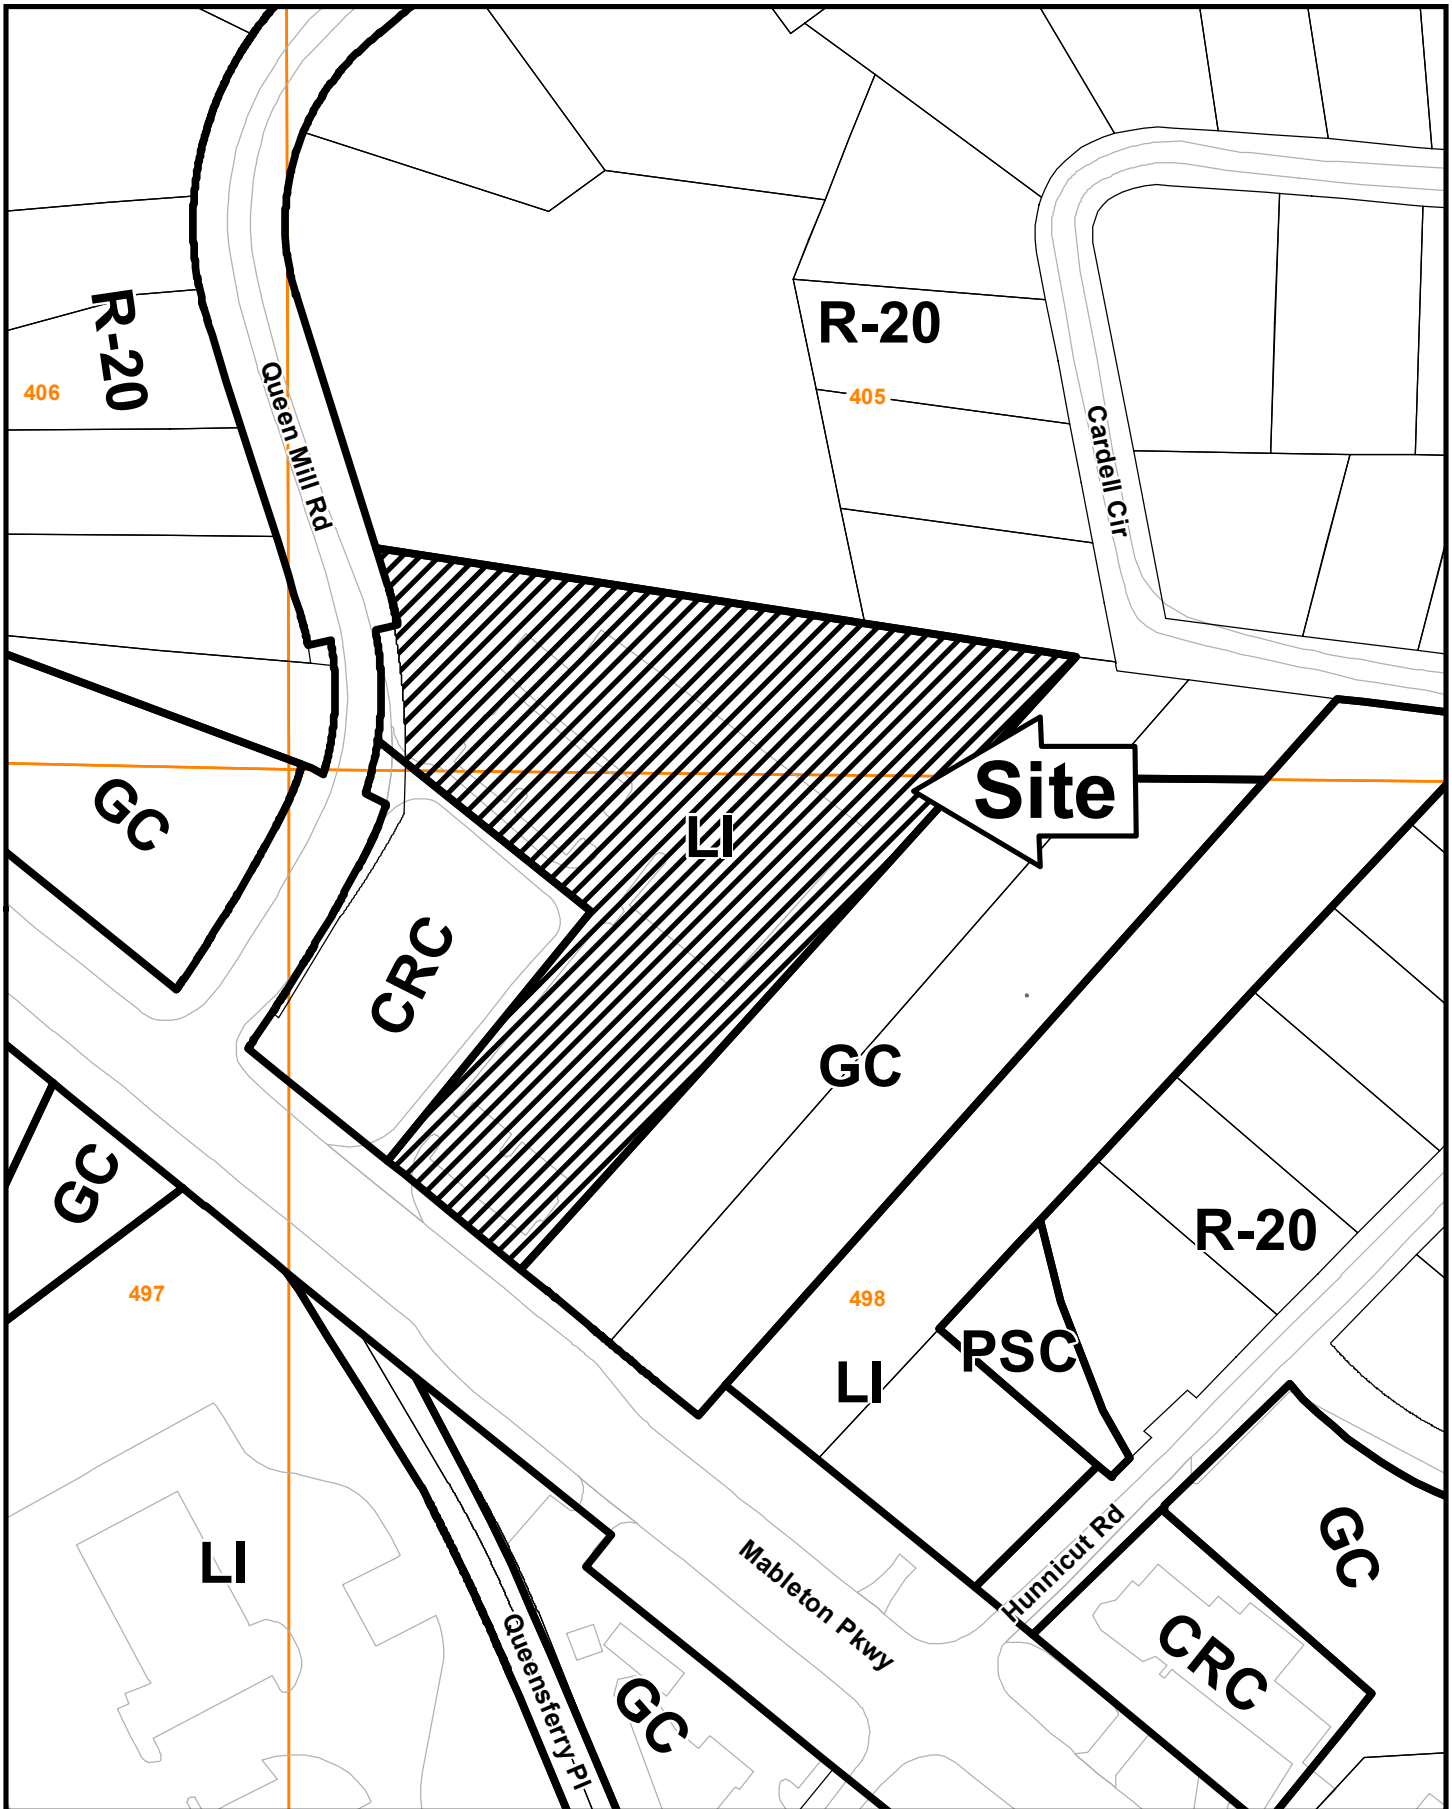 R-20
R-20
406
405
Queen Mill Rd
Cardell Cir
Site
GC
LI
CRC
GC
GC
R-20
497
498
PSC
LI
GC
LI
Mableton Pkwy
Hunnicut Rd
CRC
Queensferry Pl
GC